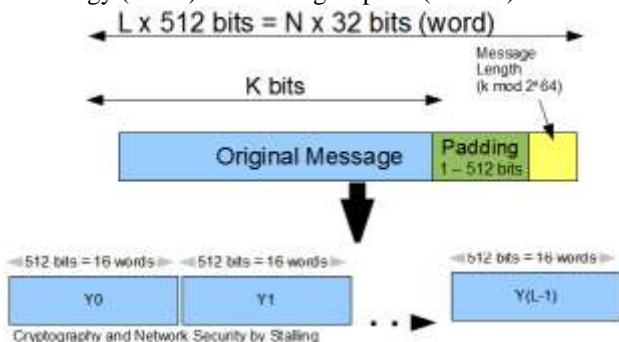 L x 512 bits = N x 32 bits (word)
Message
Length
(k mod 2^64)
K bits
Original Message
Padding
1 – 512 bits
512 bits = 16 words
512 bits = 16 words
512 bits = 16 words
Y0
Y1
Y(L-1)
Cryptography and Network Security by Stalling